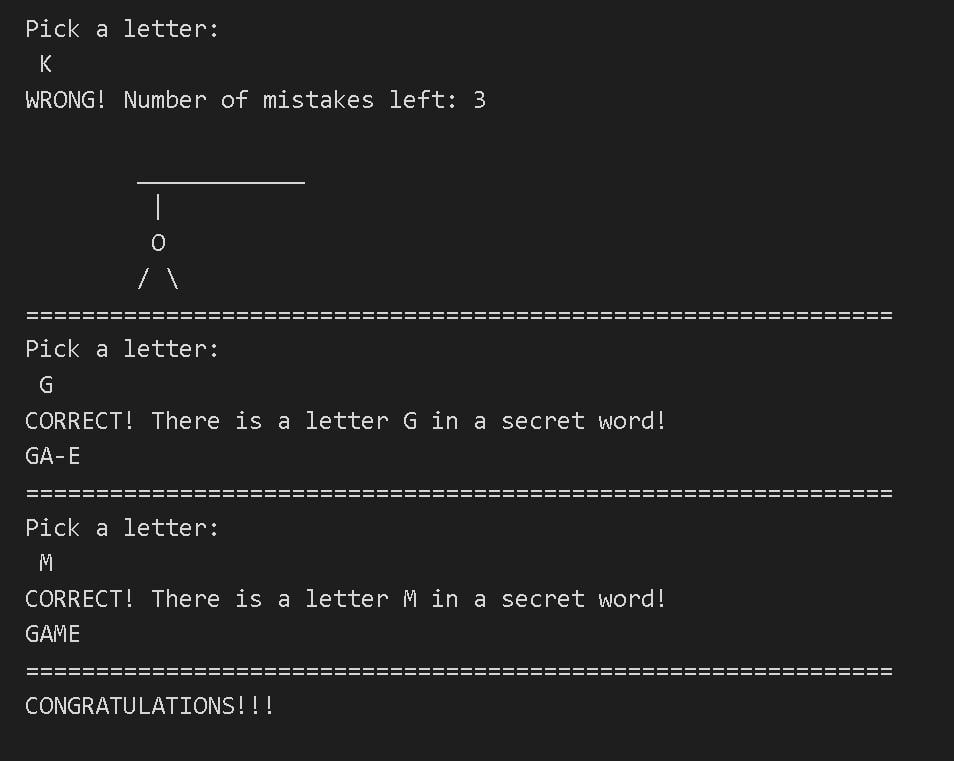 Pick a letter:
K
WRONG! Number of mistakes left: 3
____________
|
O
/ \
==============================================================
Pick a letter:
G
CORRECT! There is a letter G in a secret word!
GA-E
==============================================================
Pick a letter:
M
CORRECT! There is a letter M in a secret word!
GAME
==============================================================
CONGRATULATIONS!!!